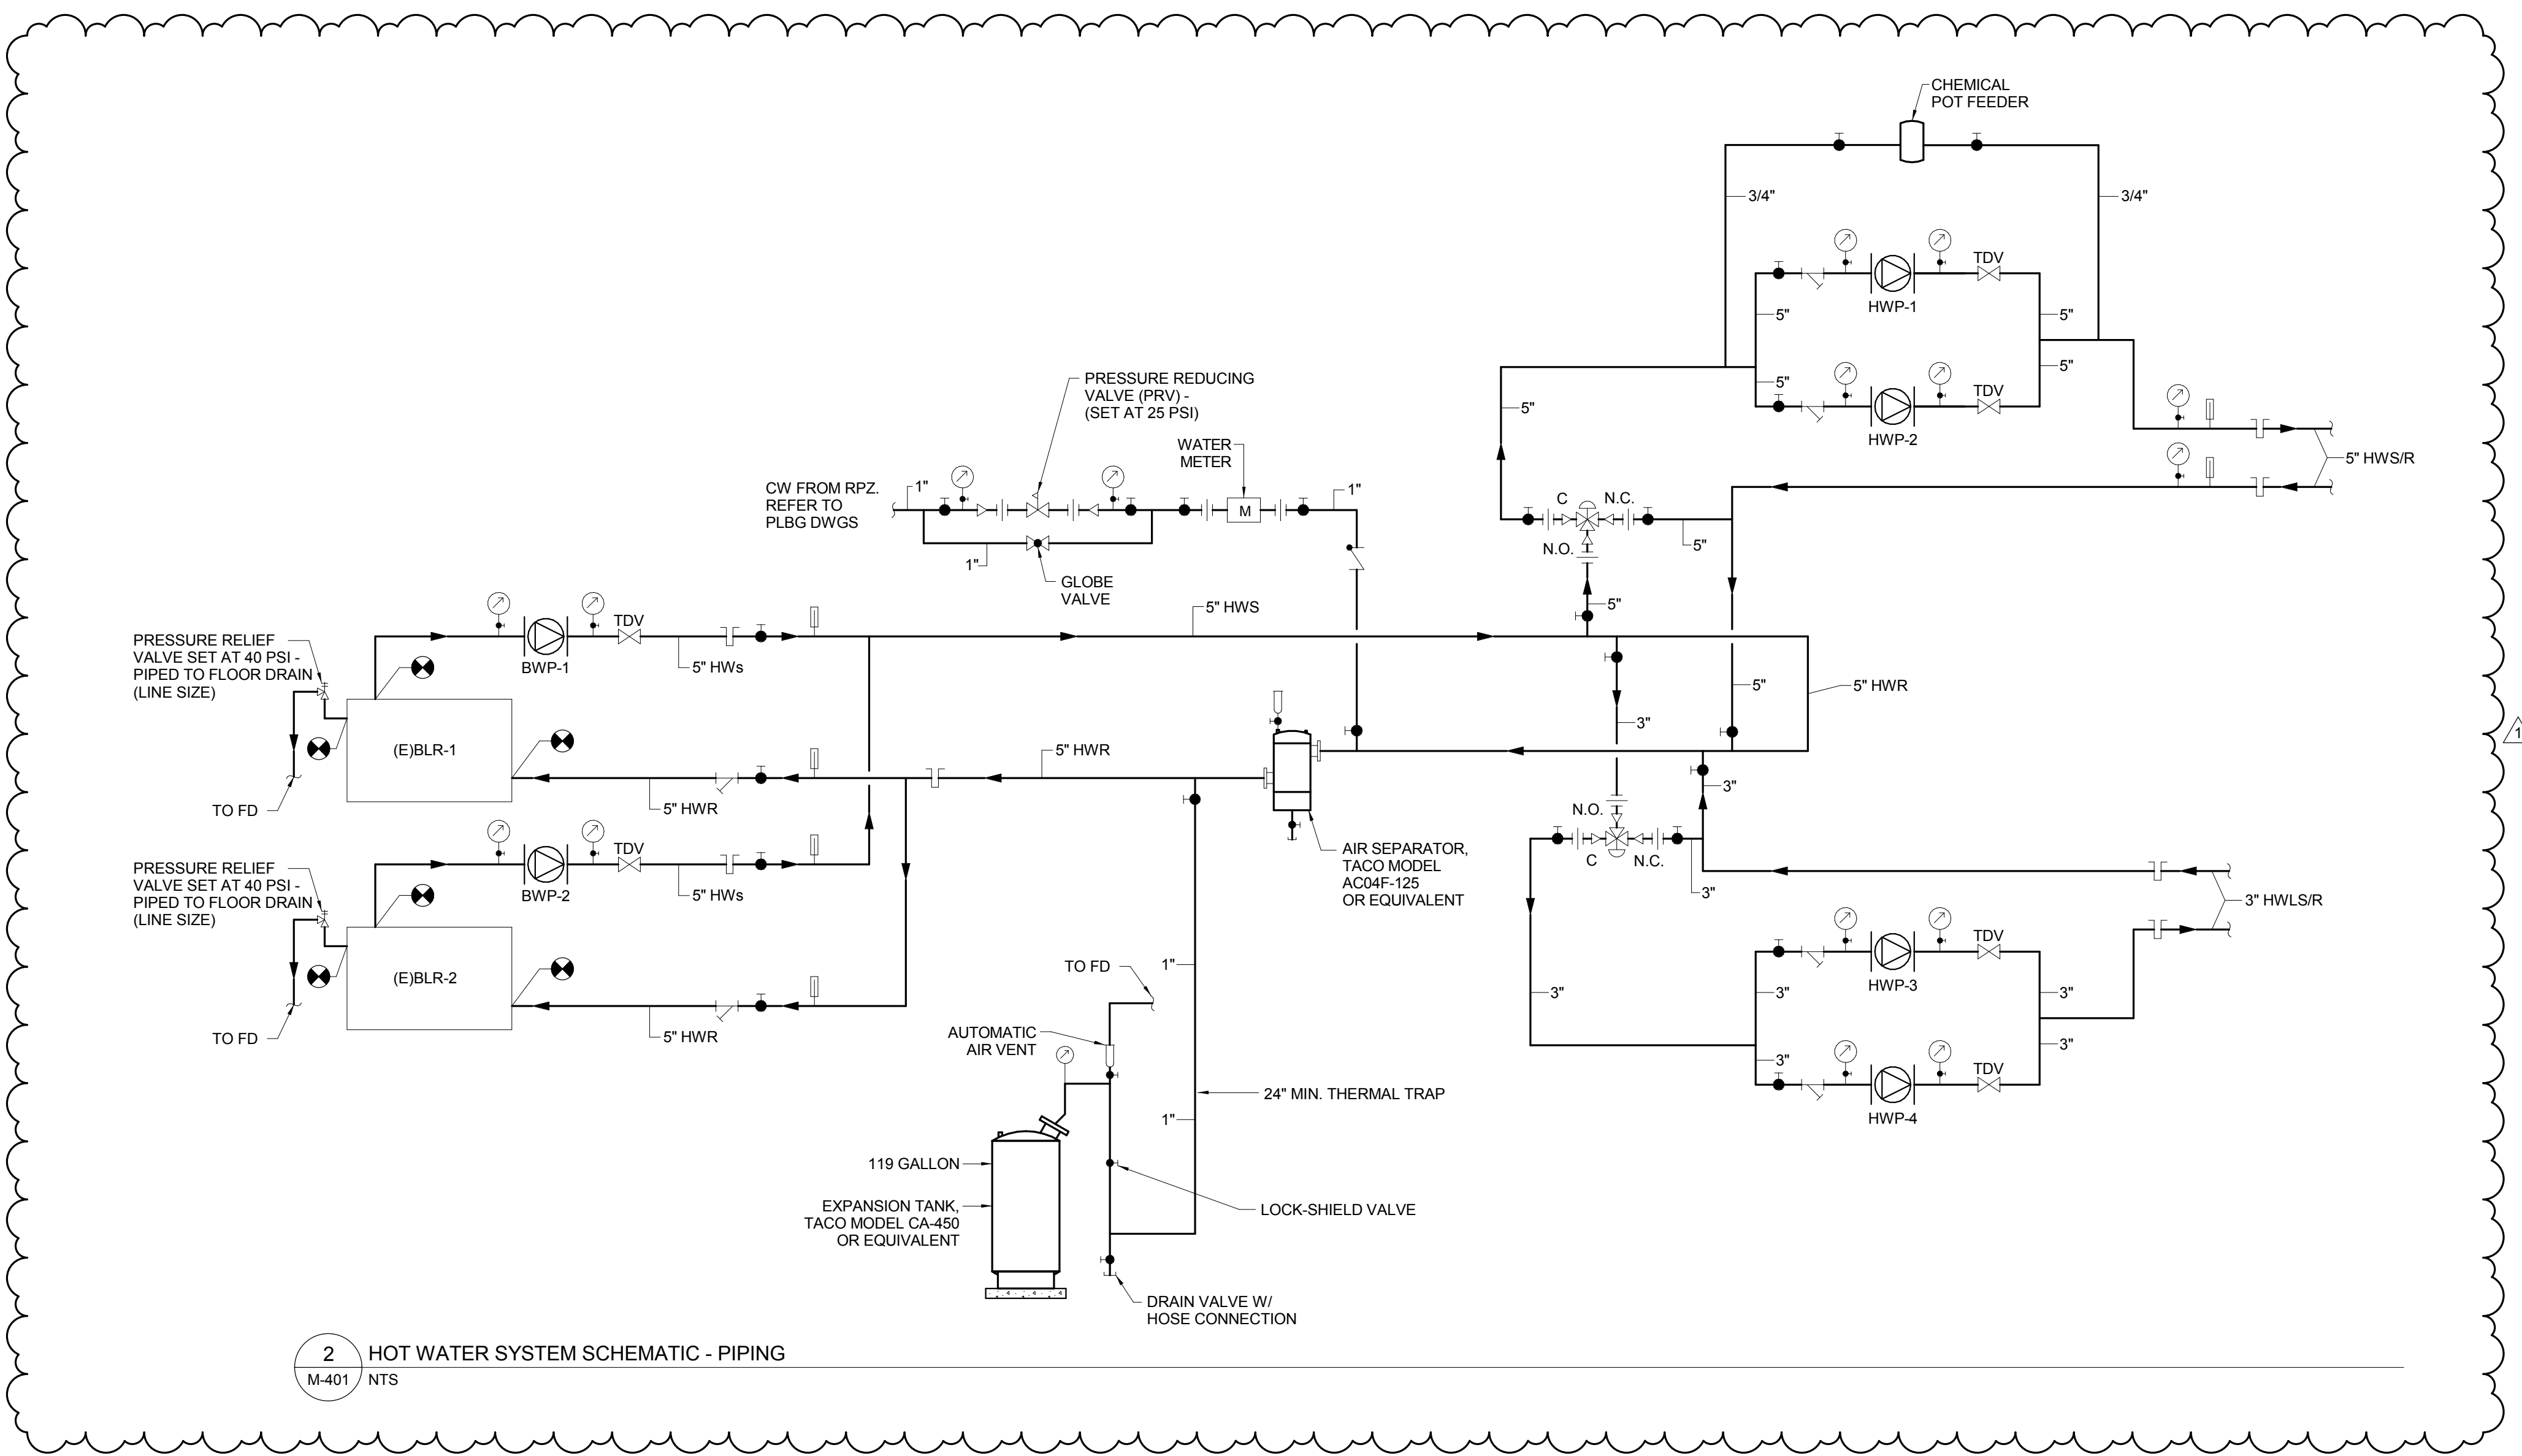 CHEMICAL
POT FEEDER
3/4"
3/4"
TDV
HWP-1
5"
5"
5"
5"
TDV
HWP-2
5"
5" HWS/R
PRESSURE REDUCING
VALVE (PRV) -
(SET AT 25 PSI)
WATER
METER
CW FROM RPZ.
REFER TO
PLBG DWGS
1"
M
1"
1"
GLOBE
VALVE
C
N.C.
N.O.
5"
5"
5" HWS
PRESSURE RELIEF
VALVE SET AT 40 PSI -
PIPED TO FLOOR DRAIN
(LINE SIZE)
TDV
BWP-1
5" HWs
(E)BLR-1
TO FD
5" HWR
5" HWR
5"
5" HWR
3"
3"
1
PRESSURE RELIEF
VALVE SET AT 40 PSI -
PIPED TO FLOOR DRAIN
(LINE SIZE)
TDV
BWP-2
5" HWs
(E)BLR-2
TO FD
5" HWR
AIR SEPARATOR,
TACO MODEL
AC04F-125
OR EQUIVALENT
N.O.
C
N.C.
3"
3" HWLS/R
TDV
HWP-3
3"
3"
3"
3"
3"
TDV
HWP-4
TO FD
1"
AUTOMATIC
AIR VENT
24" MIN. THERMAL TRAP
1"
119 GALLON
EXPANSION TANK,
TACO MODEL CA-450
OR EQUIVALENT
LOCK-SHIELD VALVE
DRAIN VALVE W/
HOSE CONNECTION
2
HOT WATER SYSTEM SCHEMATIC - PIPING
M-401
NTS